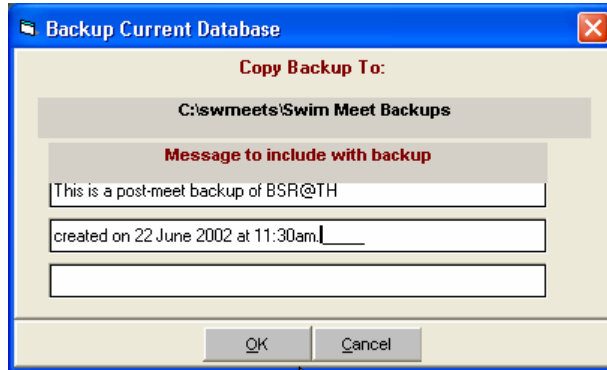 Backup Current Database
Copy Backup To:
C:\swmeets\Swim Meet Backups
Message to include with backup
This is a post-meet backup of BSR@TH
created on 22 June 2002 at 11:30am._____
OK Cancel